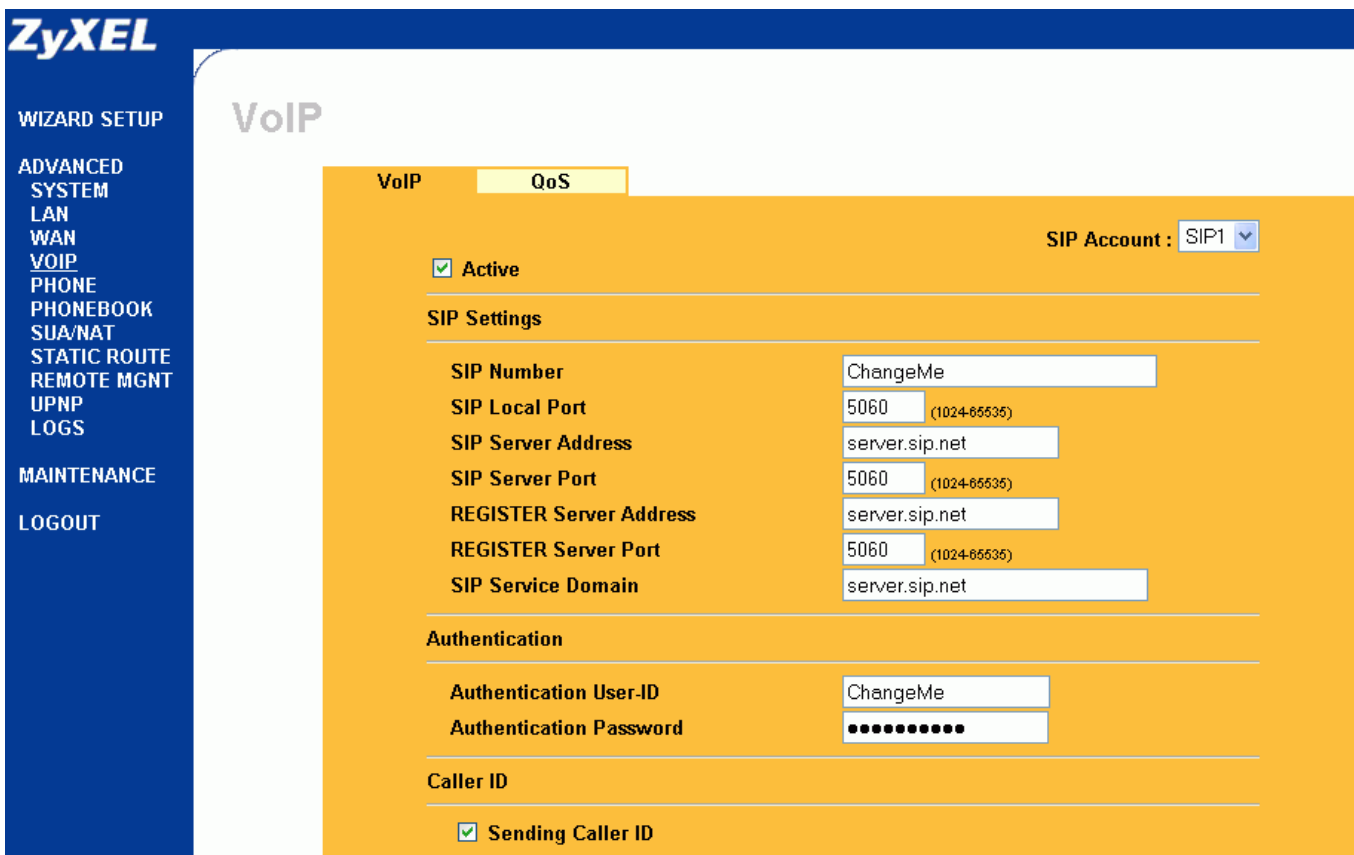 ZyXEL
WIZARD SETUP
ADVANCED
SYSTEM
LAN
WAN
VOIP
PHONE
PHONEBOOK
SUA/NAT
STATIC ROUTE
REMOTE MGNT
UPNP
LOGS
MAINTENANCE
LOGOUT
VoIP
VoIP QoS
SIP Account : SIP1
Active
SIP Settings
SIP Number ChangeMe
SIP Local Port 5060 (1024-65535)
SIP Server Address server.sip.net
SIP Server Port 5060 (1024-65535)
REGISTER Server Address server.sip.net
REGISTER Server Port 5060 (1024-65535)
SIP Service Domain server.sip.net
Authentication
Authentication User-ID ChangeMe
Authentication Password ●●●●●●●●●●
Caller ID
Sending Caller ID